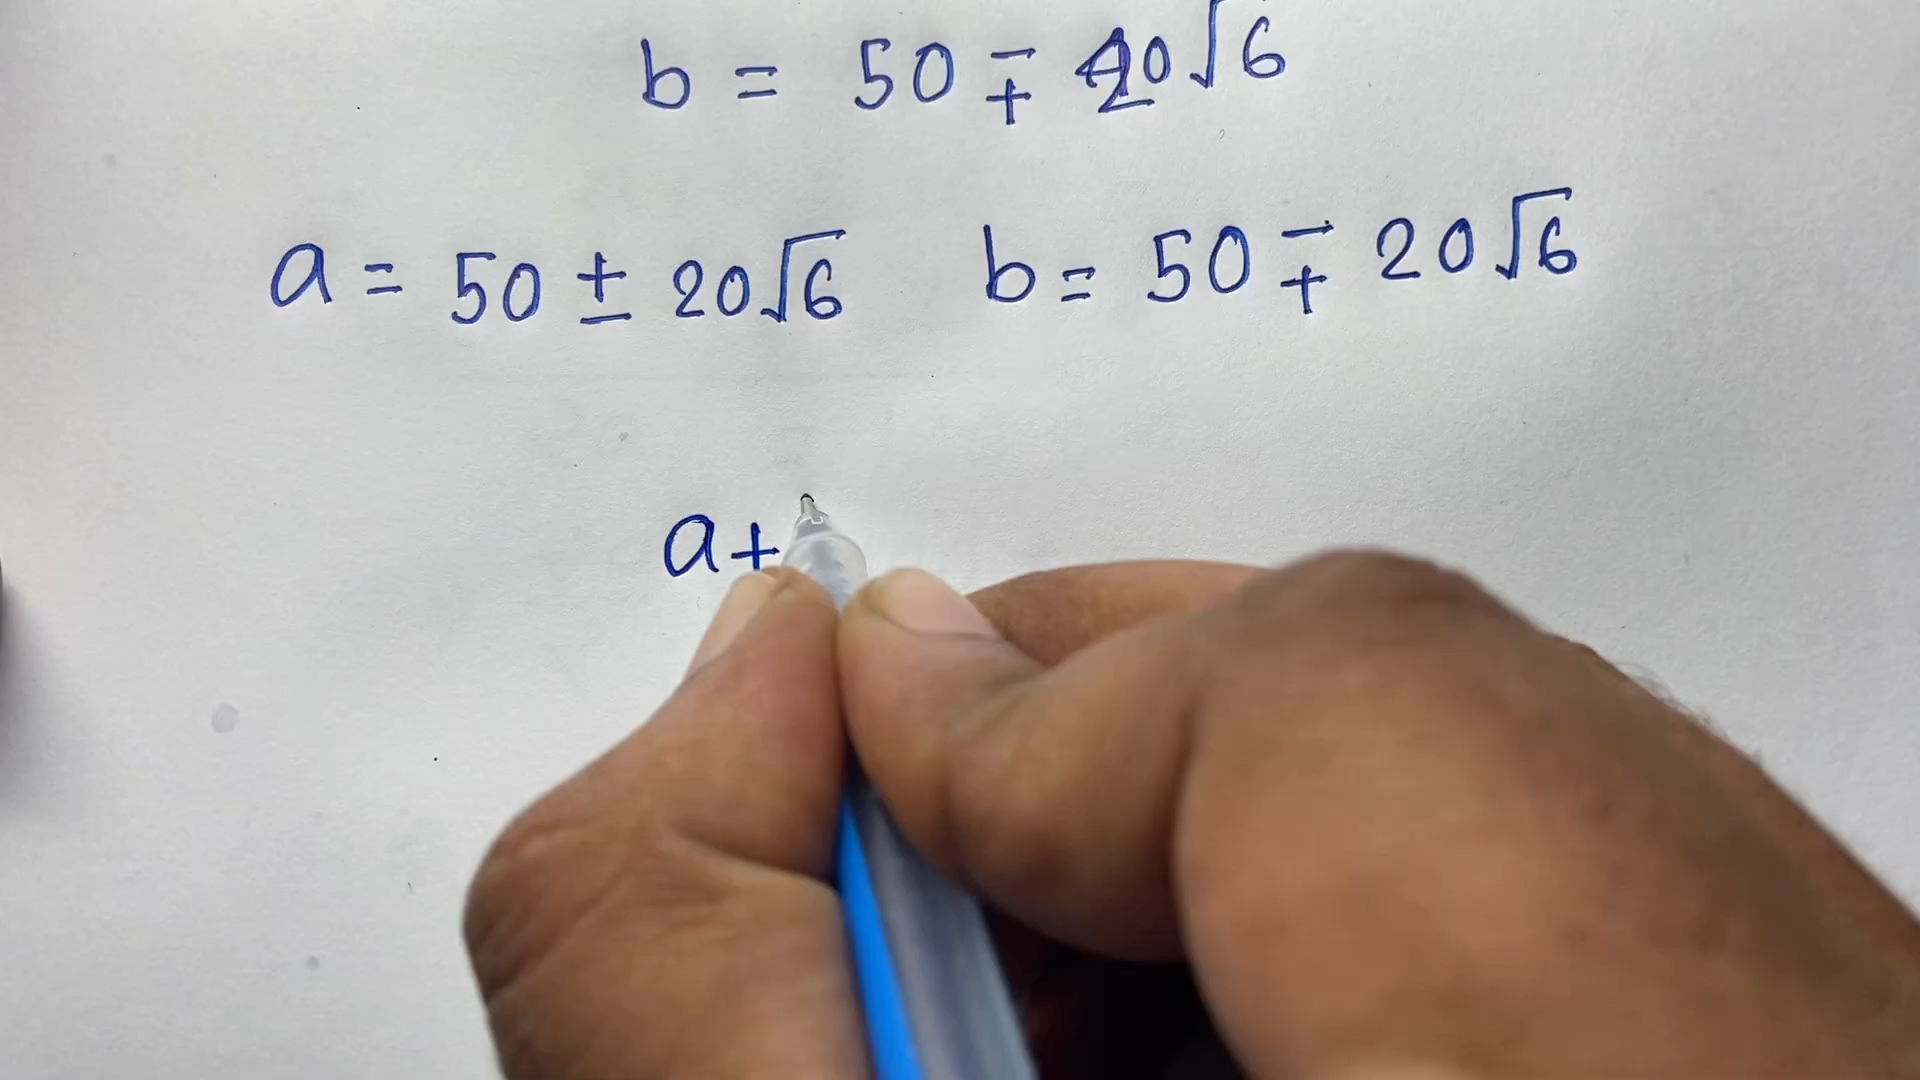 b = 50 ∓ 20√6
a = 50 ± 20√6 b = 50 ∓ 20√6
a+